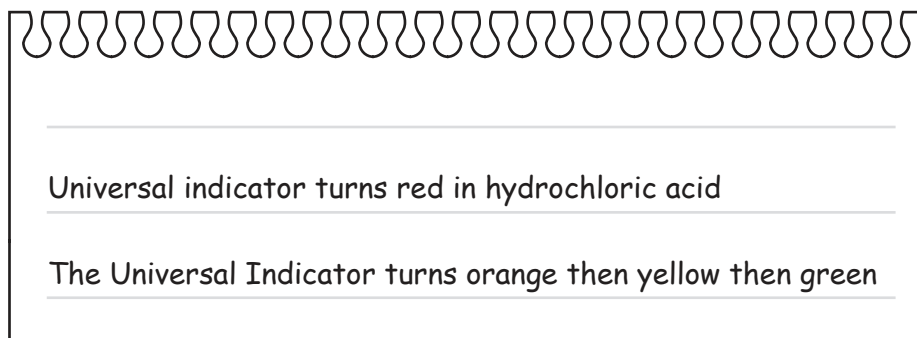 Universal indicator turns red in hydrochloric acid
The Universal Indicator turns orange then yellow then green